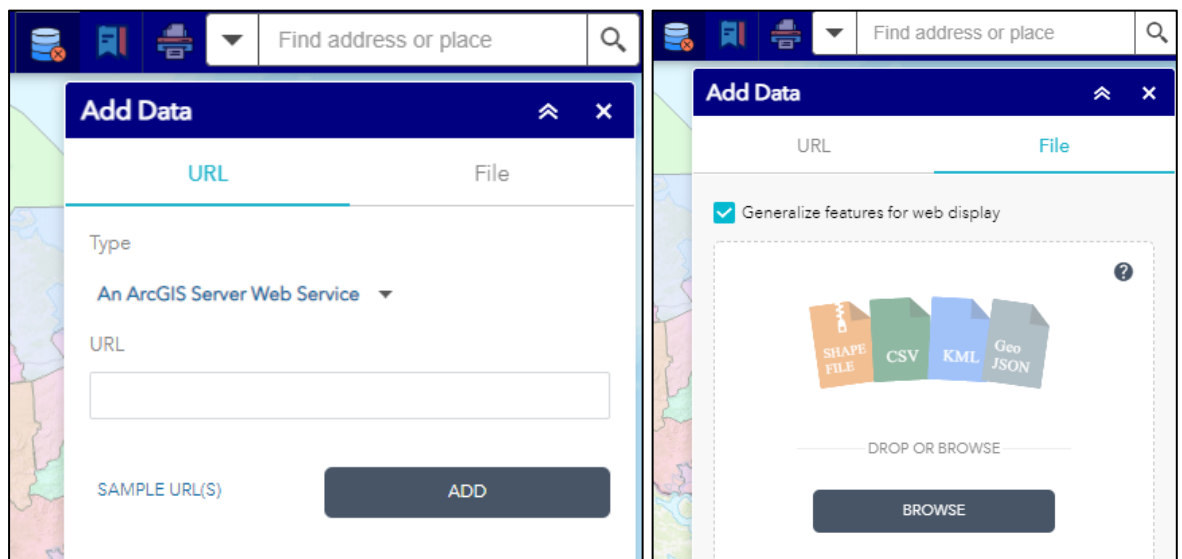 Find address or place
Add Data
URL File
Type
An ArcGIS Server Web Service
URL
SAMPLE URL(S) ADD
Find address or place
Add Data
URL File
Generalize features for web display
SHAPE
FILE
CSV
KML
Geo
JSON
DROP OR BROWSE
BROWSE